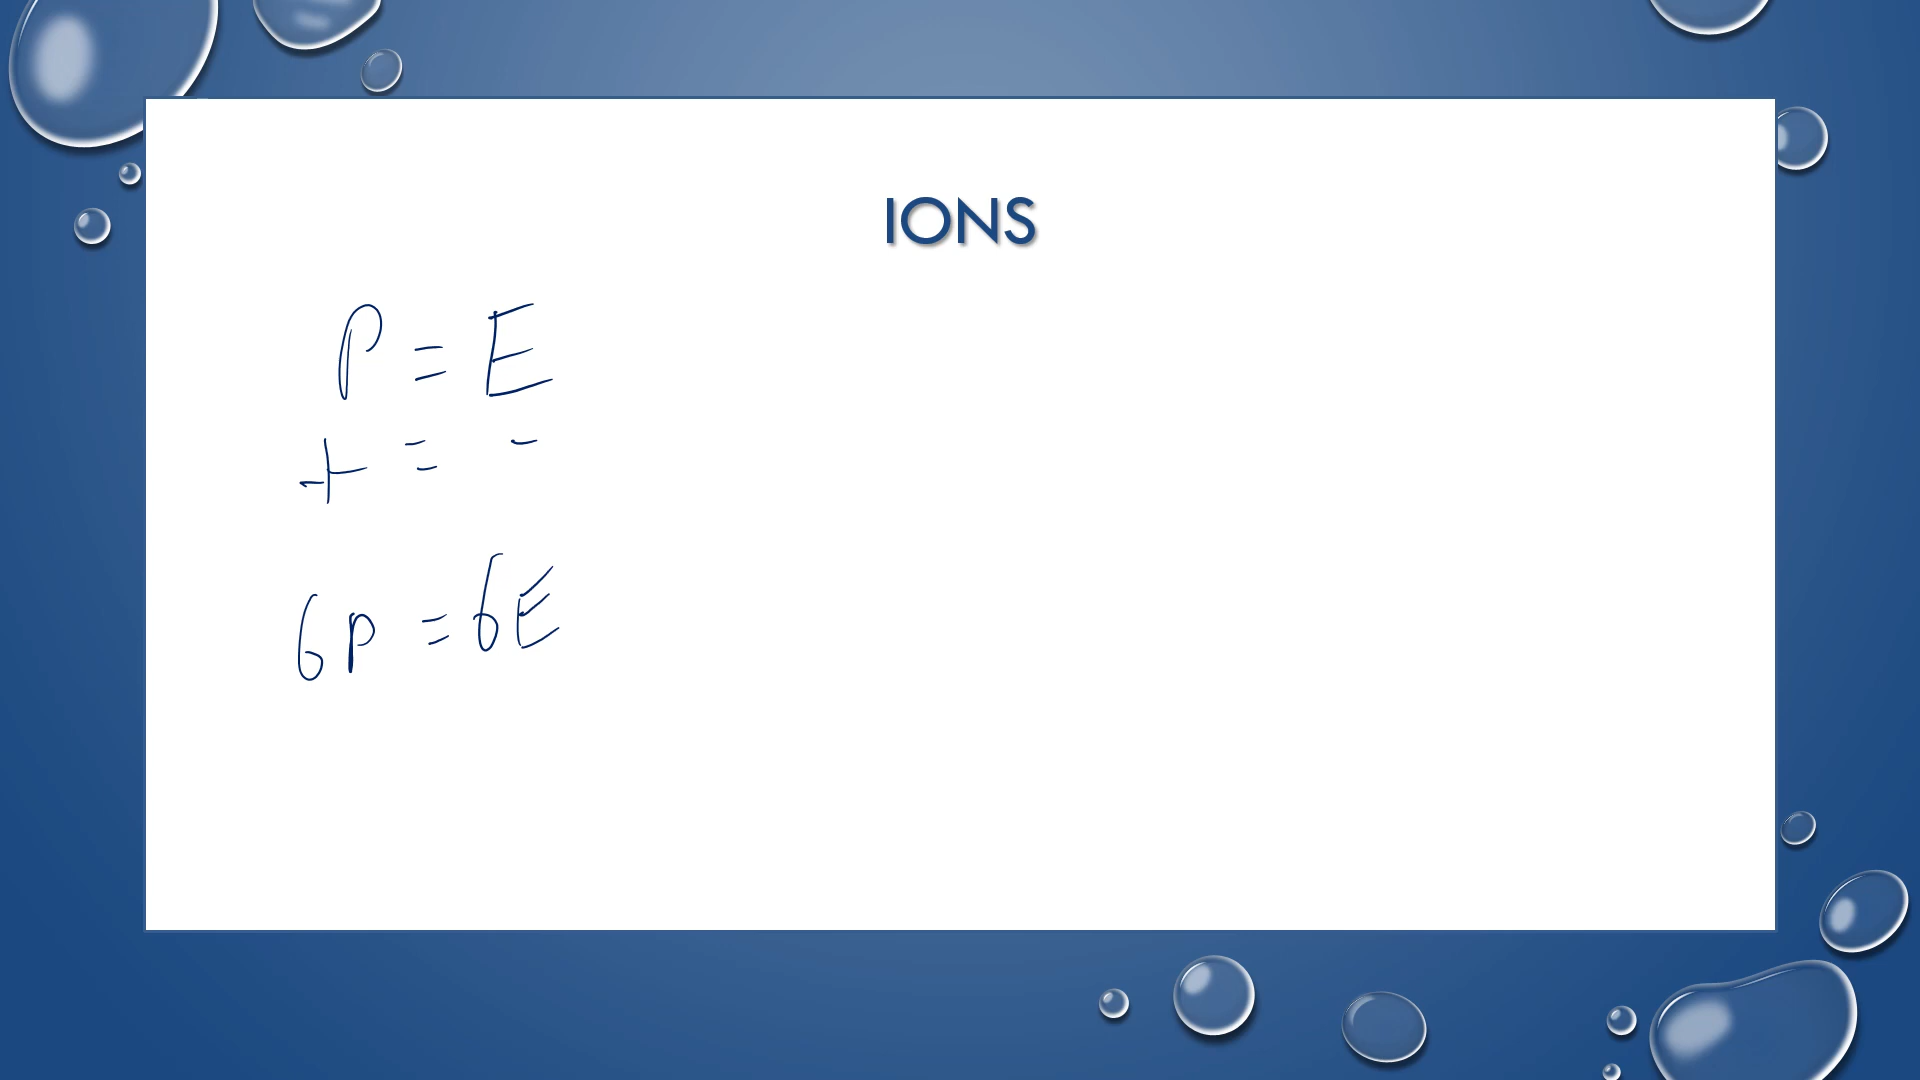 IONS
P = E
+ = -
6p = 6E